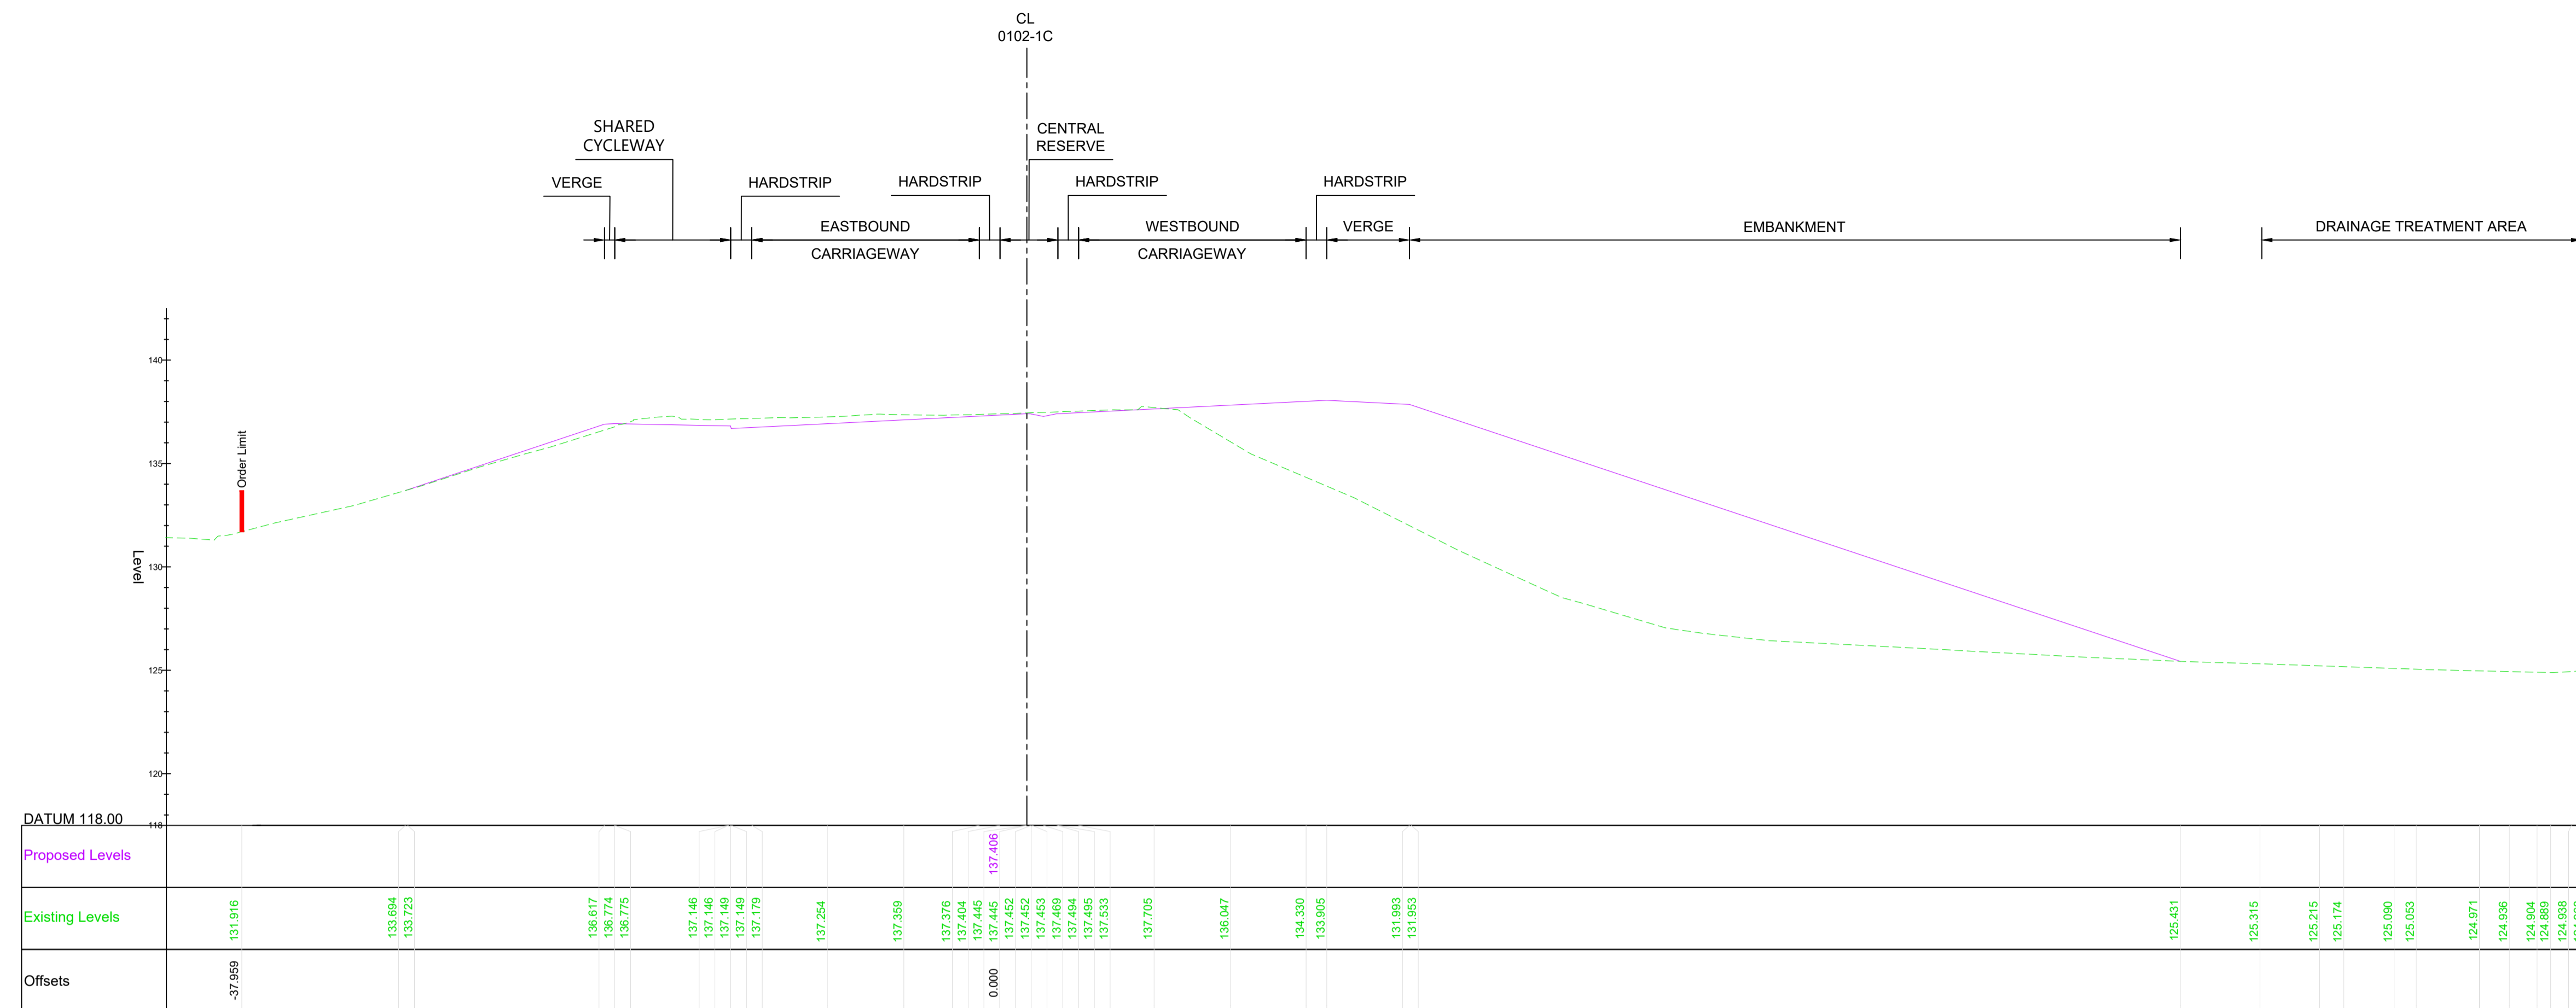 CL
0102-1C
SHARED
CYCLEWAY
CENTRAL
RESERVE
VERGE
HARDSTRIP
HARDSTRIP
HARDSTRIP
HARDSTRIP
EASTBOUND
CARRIAGEWAY
WESTBOUND
CARRIAGEWAY
VERGE
EMBANKMENT
DRAINAGE TREATMENT AREA
Level
140
135
130
125
120
118
Order Limit
DATUM 118.00
Proposed Levels
137.406
Existing Levels
131.916
133.694
133.723
136.617
136.774
136.775
137.146
137.146
137.149
137.149
137.179
137.254
137.359
137.376
137.404
137.445
137.445
137.452
137.452
137.453
137.469
137.494
137.495
137.533
137.705
136.047
134.330
133.905
131.993
131.953
125.431
125.315
125.215
125.174
125.090
125.053
124.971
124.936
124.904
124.889
124.938
Offsets
-37.959
0.000